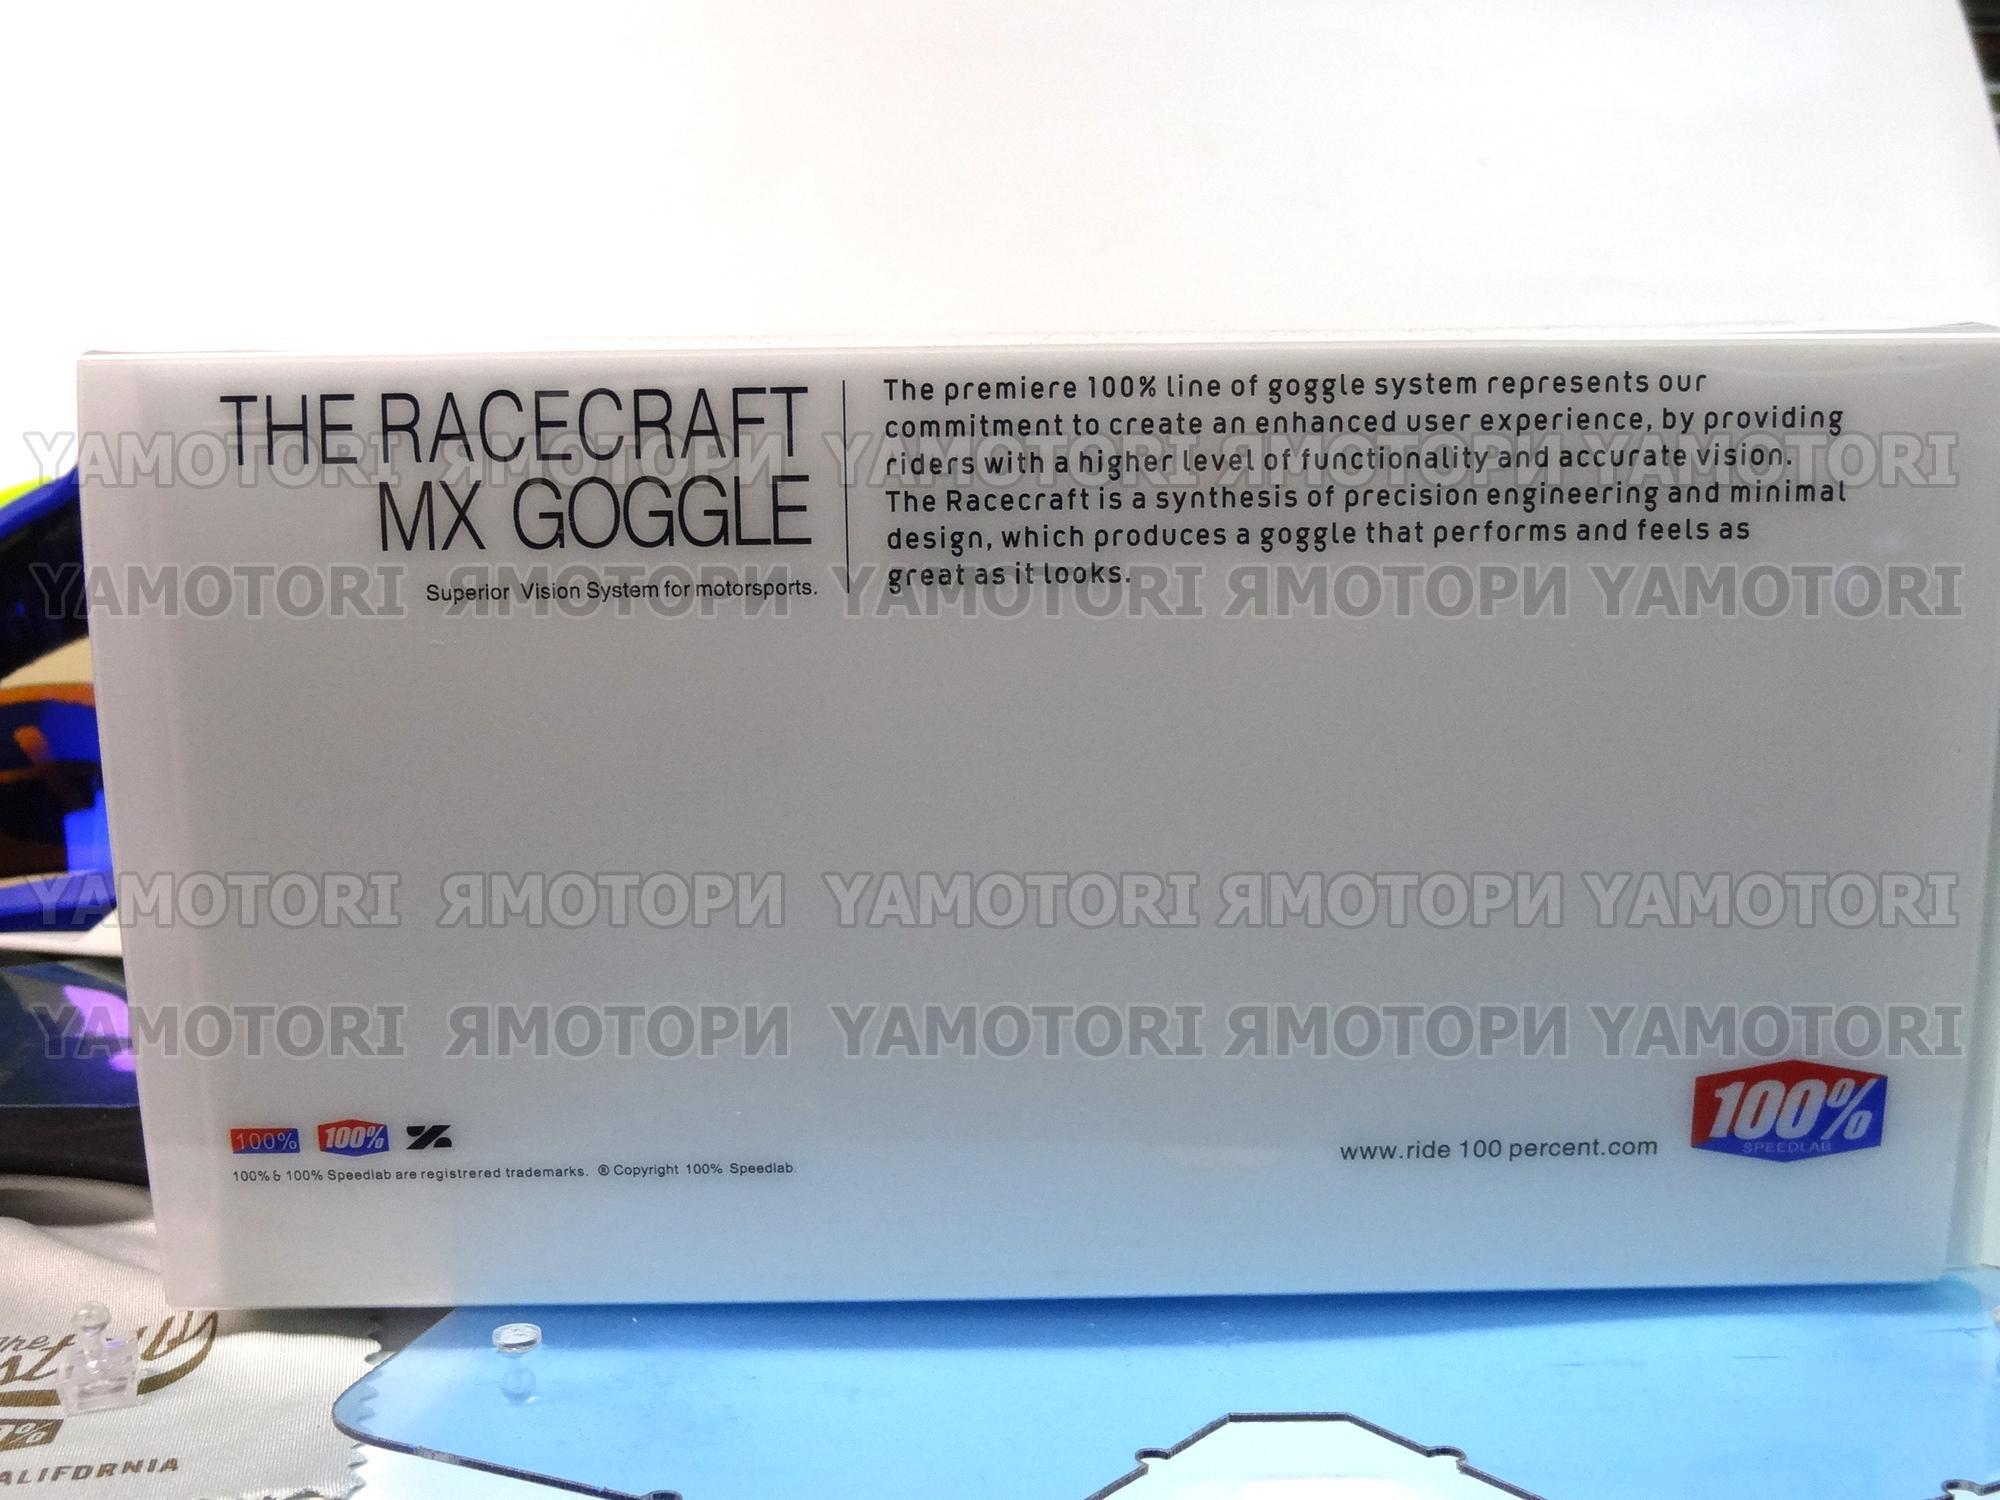 THE RACECRAFT
MX GOGGLE
Superior Vision System for motorsports.
The premiere 100% line of goggle system represents our
commitment to create an enhanced user experience, by providing
riders with a higher level of functionality and accurate vision.
The Racecraft is a synthesis of precision engineering and minimal
design, which produces a goggle that performs and feels as
great as it looks.
YAMOTORI ЯМОТОРИ YAMOTORI ЯМОТОРИ YAMOTORI
YAMOTORI ЯМОТОРИ YAMOTORI ЯМОТОРИ YAMOTORI
YAMOTORI ЯМОТОРИ YAMOTORI ЯМОТОРИ YAMOTORI
YAMOTORI ЯМОТОРИ YAMOTORI ЯМОТОРИ YAMOTORI
100% 100%
100% & 100% Speedlab are registrered trademarks. ® Copyright 100% Speedlab.
www.ride 100 percent.com
100%
SPEEDLAB
The
ALIFORNIA